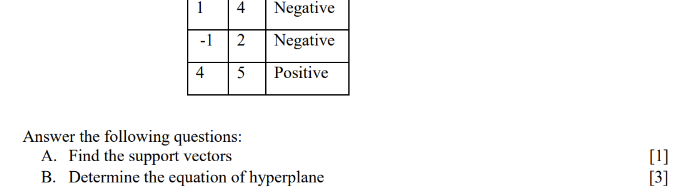 1 4 Negative
-1 2 Negative
4 5 Positive
Answer the following questions:
A. Find the support vectors [1]
B. Determine the equation of hyperplane [3]